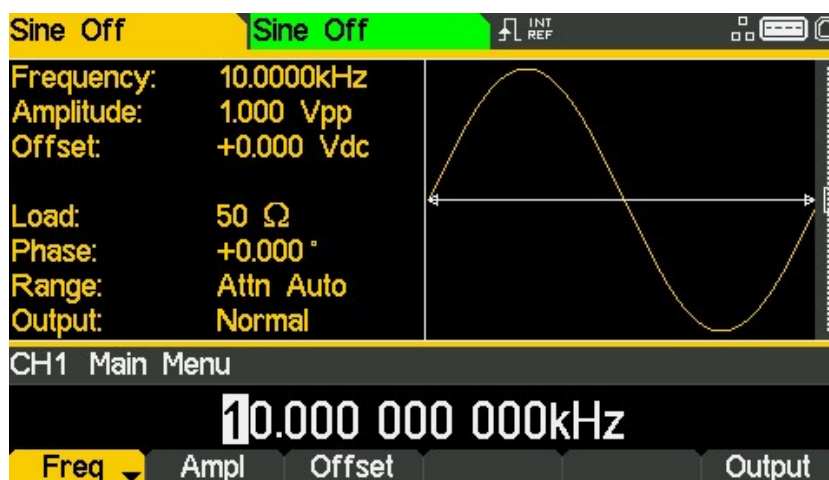 Sine Off Sine Off INT
REF
Frequency: 10.0000kHz
Amplitude: 1.000 Vpp
Offset: +0.000 Vdc
Load: 50 Ω
Phase: +0.000°
Range: Attn Auto
Output: Normal
CH1 Main Menu
10.000 000 000kHz
Freq Ampl Offset Output